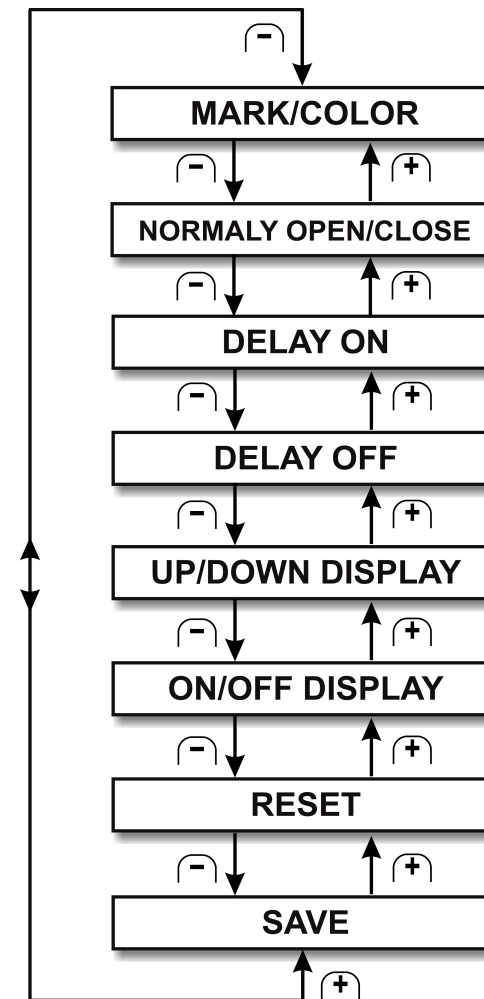 -
MARK/COLOR
- +
NORMALY OPEN/CLOSE
- +
DELAY ON
- +
DELAY OFF
- +
UP/DOWN DISPLAY
- +
ON/OFF DISPLAY
- +
RESET
- +
SAVE
+